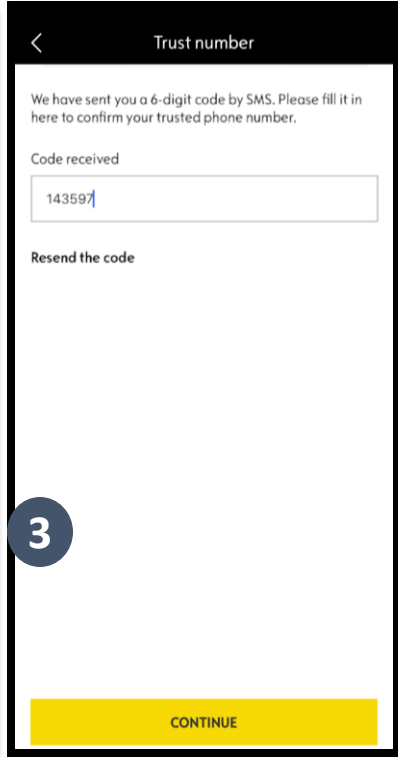 Trust number
We have sent you a 6-digit code by SMS. Please fill it in
here to confirm your trusted phone number.
Code received
143597
Resend the code
3
CONTINUE